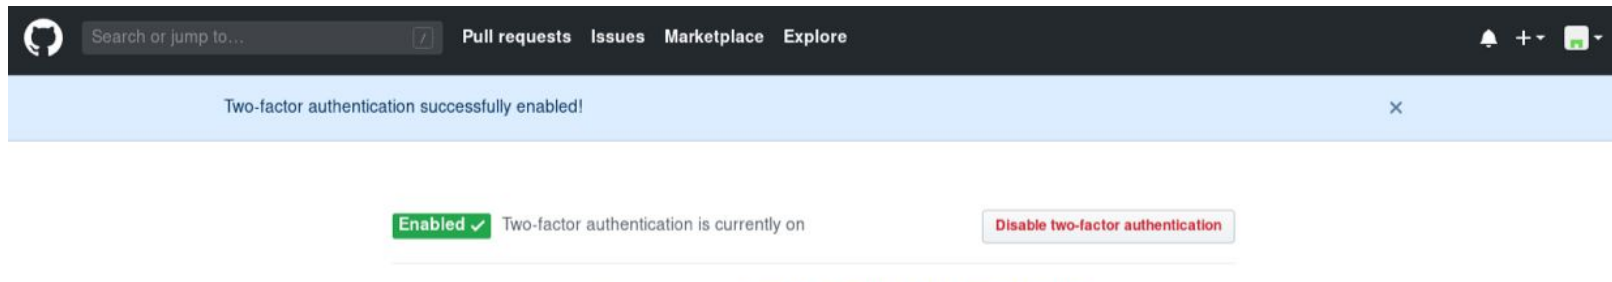 Search or jump to... / Pull requests Issues Marketplace Explore
Two-factor authentication successfully enabled!
Enabled ✓ Two-factor authentication is currently on Disable two-factor authentication